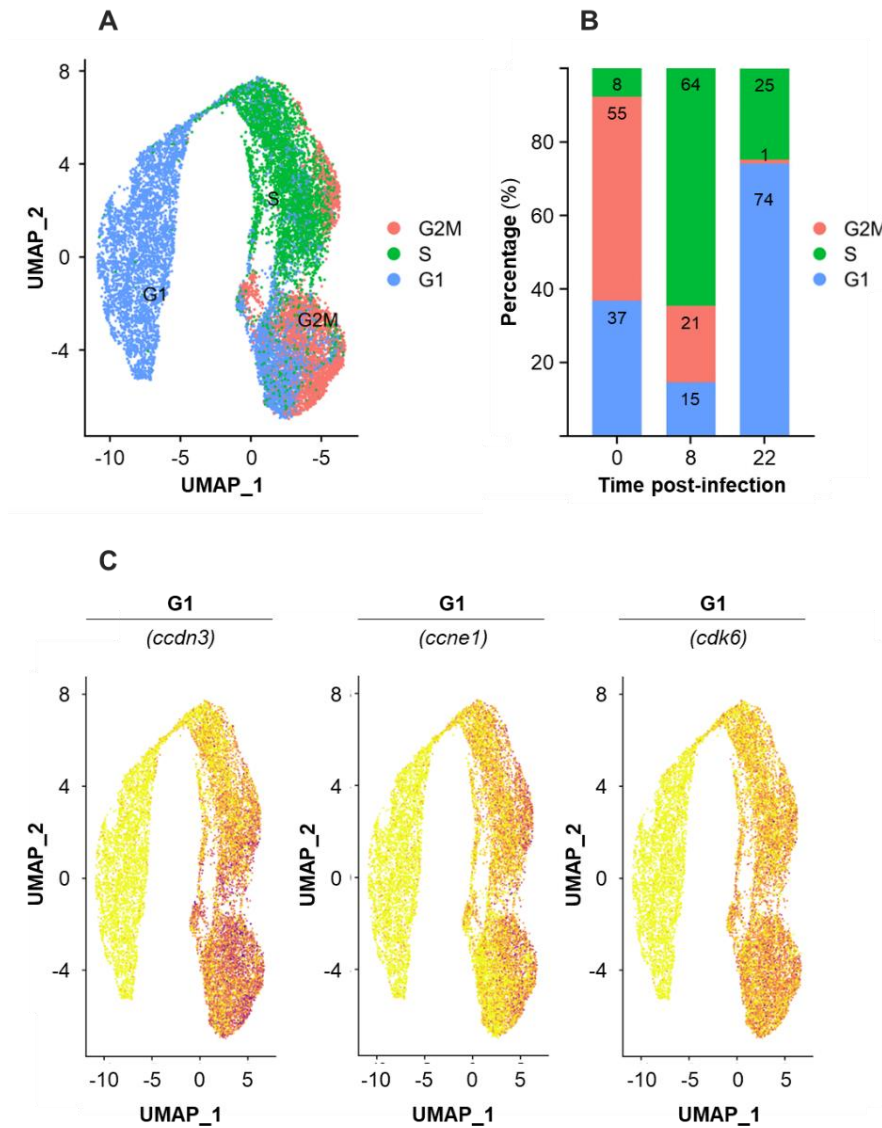 A
UMAP_2
8
4
0
-4
G1
S
G2M
-10
-5
0
5
-5
UMAP_1
G2M
S
G1
B
Percentage (%)
80
60
40
20
8
55
37
64
21
15
25
1
74
0
8
22
Time post-infection
G2M
S
G1
C
G1
(ccdn3)
UMAP_2
8
4
0
-4
-10
-5
0
5
UMAP_1
G1
(ccne1)
UMAP_2
8
4
0
-4
-10
-5
0
5
UMAP_1
G1
(cdk6)
UMAP_2
8
4
0
-4
-10
-5
0
5
UMAP_1